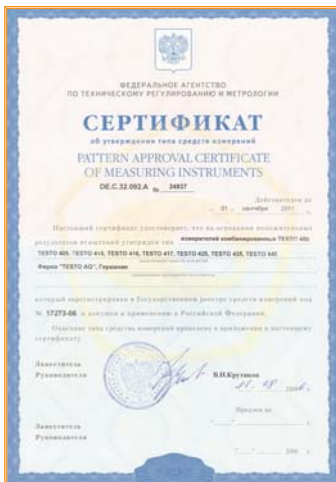 ФЕДЕРАЛЬНОЕ АГЕНТСТВО
ПО ТЕХНИЧЕСКОМУ РЕГУЛИРОВАНИЮ И МЕТРОЛОГИИ
СЕРТИФИКАТ
об утверждении типа средств измерений
PATTERN APPROVAL CERTIFICATE
OF MEASURING INSTRUMENTS
DE.C.32.092.A № 24937
Действителен до
" 01 " сентября 2011 г.
Настоящий сертификат удостоверяет, что на основании положительных
результатов испытаний утвержден тип измерителей комбинированных TESTO
TESTO 405, TESTO 415, TESTO 416, TESTO 417, TESTO 425, TESTO 435, TESTO 445
Фирма "TESTO AG", Германия
который зарегистрирован в Государственном реестре средств измерений под
№ 17273-06 и допущен к применению в Российской Федерации.
Описание типа средства измерений приведено в приложении к настоящему
сертификату.
Заместитель
Руководителя
В.Н.Крутиков
Продлен до
Заместитель
Руководителя
" " 200 г.